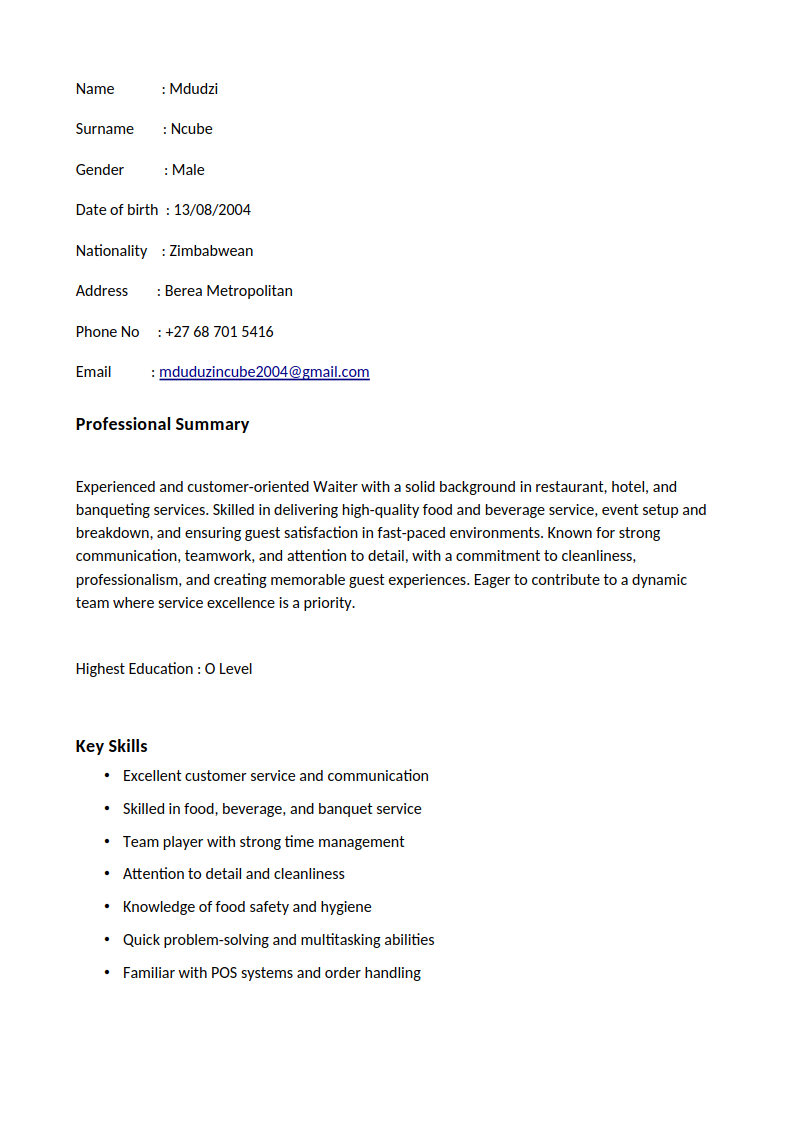 Name : Mdudzi
Surname : Ncube
Gender : Male
Date of birth : 13/08/2004
Nationality : Zimbabwean
Address : Berea Metropolitan
Phone No : +27 68 701 5416
Email : mduduzincube2004@gmail.com
Professional Summary
Experienced and customer-oriented Waiter with a solid background in restaurant, hotel, and
banqueting services. Skilled in delivering high-quality food and beverage service, event setup and
breakdown, and ensuring guest satisfaction in fast-paced environments. Known for strong
communication, teamwork, and attention to detail, with a commitment to cleanliness,
professionalism, and creating memorable guest experiences. Eager to contribute to a dynamic
team where service excellence is a priority.
Highest Education : O Level
Key Skills
• Excellent customer service and communication
• Skilled in food, beverage, and banquet service
• Team player with strong time management
• Attention to detail and cleanliness
• Knowledge of food safety and hygiene
• Quick problem-solving and multitasking abilities
• Familiar with POS systems and order handling